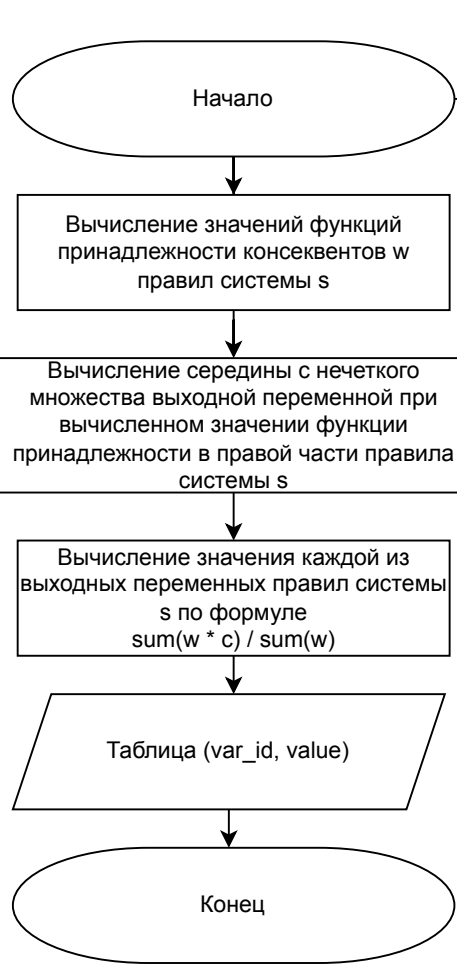 Начало
Вычисление значений функций
принадлежности консеквентов w
правил системы s
Вычисление середины c нечеткого
множества выходной переменной при
вычисленном значении функции
принадлежности в правой части правила
системы s
Вычисление значения каждой из
выходных переменных правил системы
s по формуле
sum(w * c) / sum(w)
Таблица (var_id, value)
Конец